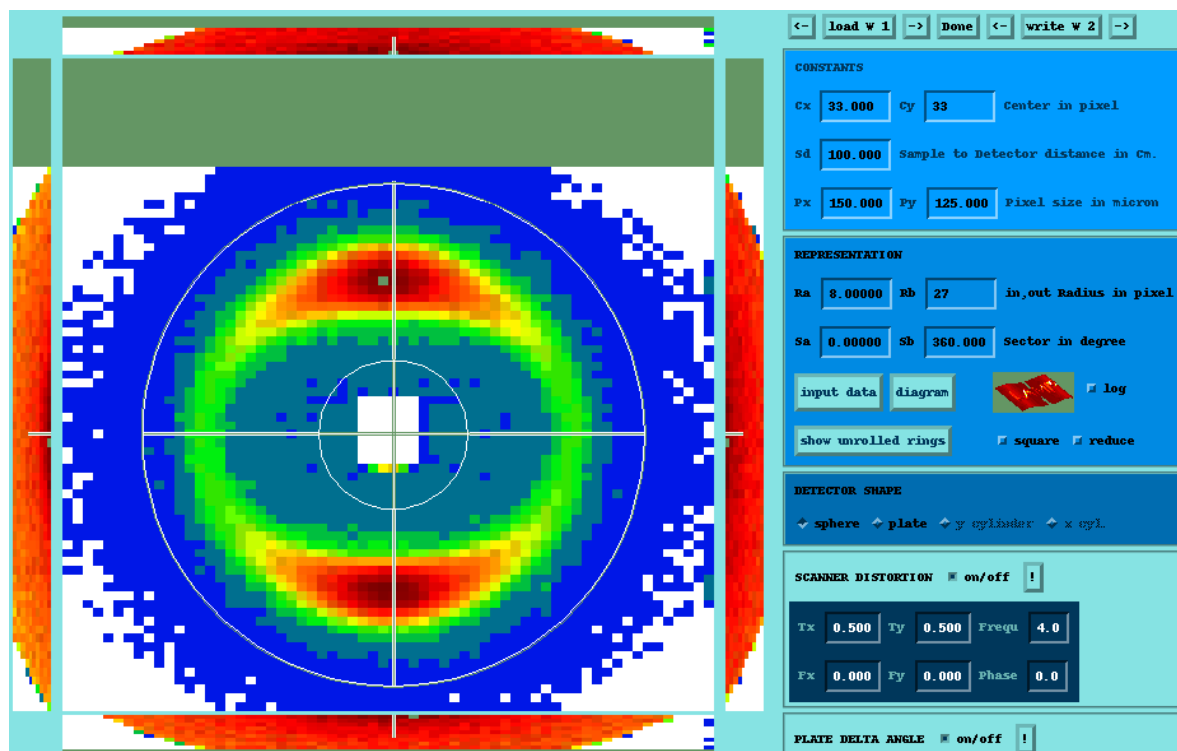 <- load W 1 -> Done <- write W 2 ->
CONSTANTS
Cx 33.000 Cy 33 Center in pixel
Sd 100.000 Sample to Detector distance in Cm.
Px 150.000 Py 125.000 Pixel size in micron
REPRESENTATION
Ra 8.00000 Rb 27 in,out Radius in pixel
Sa 0.00000 Sb 360.000 Sector in degree
input data diagram log
show unrolled rings square reduce
DETECTOR SHAPE
sphere plate y cylinder x cyl.
SCANNER DISTORTION on/off !
Tx 0.500 Ty 0.500 Frequ 4.0
Fx 0.000 Fy 0.000 Phase 0.0
PLATE DELTA ANGLE on/off !